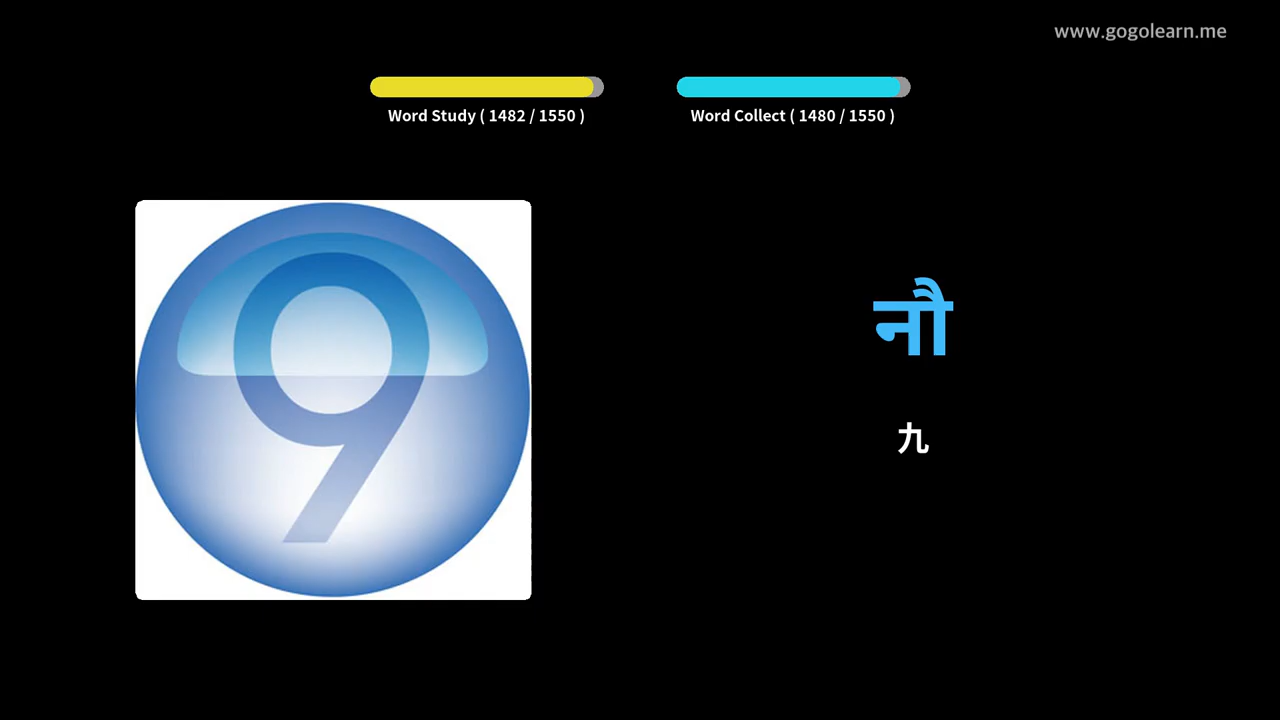 www.gogolearn.me
Word Study ( 1482 / 1550 )
Word Collect ( 1480 / 1550 )
9
नौ
九